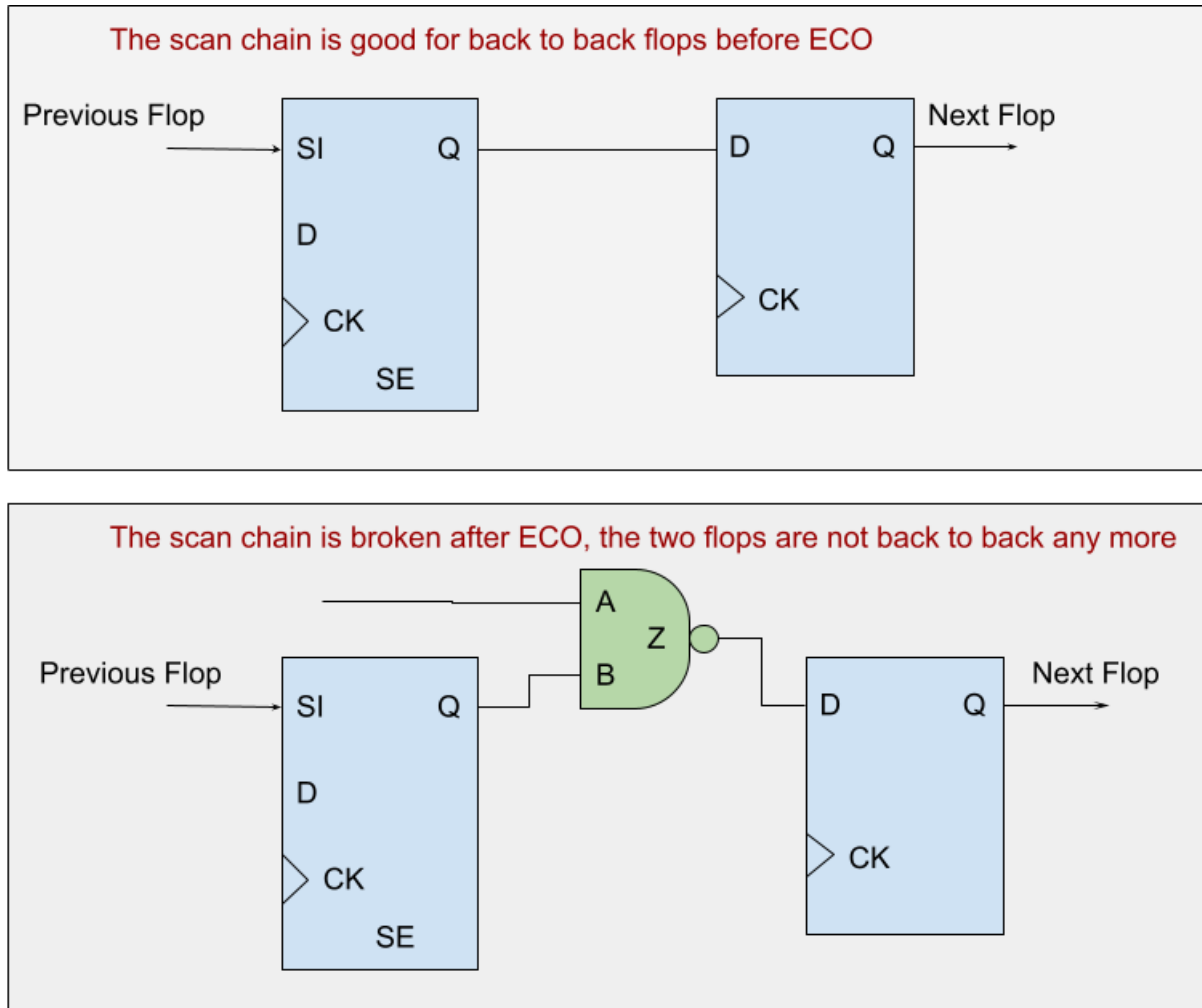 The scan chain is good for back to back flops before ECO
Previous Flop
Next Flop
SI
Q
D
Q
D
CK
CK
SE
The scan chain is broken after ECO, the two flops are not back to back any more
A
Z
B
Previous Flop
Next Flop
SI
Q
D
Q
D
CK
CK
SE